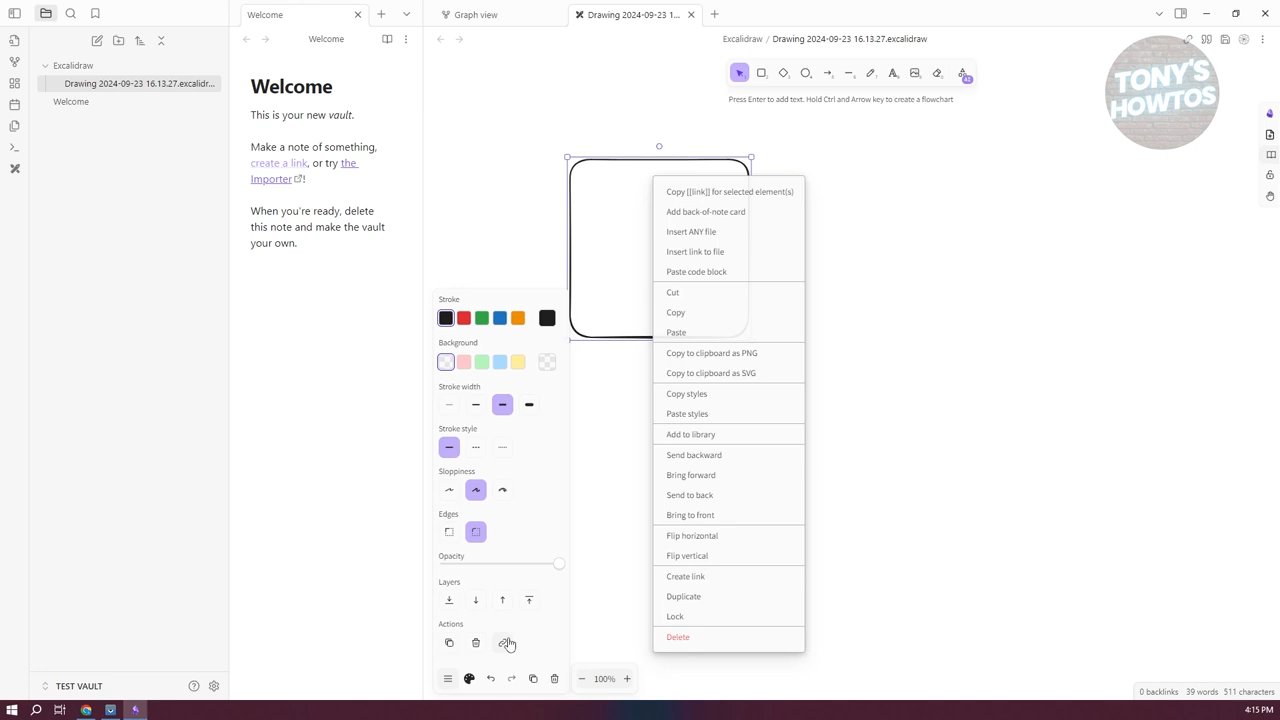 Welcome
Graph view
Drawing 2024-09-23 1...
Welcome
Excalidraw / Drawing 2024-09-23 16.13.27.excalidraw
Excalidraw
Drawing 2024-09-23 16.13.27.excalidr...
Welcome
TONY'S
HOWTOS
Press Enter to add text. Hold Ctrl and Arrow key to create a flowchart
Welcome
This is your new vault.
Make a note of something,
create a link, or try the
Importer!
When you're ready, delete
this note and make the vault
your own.
Copy [[link]] for selected element(s)
Add back-of-note card
Insert ANY file
Insert link to file
Paste code block
Cut
Copy
Paste
Copy to clipboard as PNG
Copy to clipboard as SVG
Copy styles
Paste styles
Add to library
Send backward
Bring forward
Send to back
Bring to front
Flip horizontal
Flip vertical
Create link
Duplicate
Lock
Delete
Stroke
Background
Stroke width
Stroke style
Sloppiness
Edges
Opacity
Layers
Actions
100%
TEST VAULT
0 backlinks 39 words 511 characters
4:15 PM